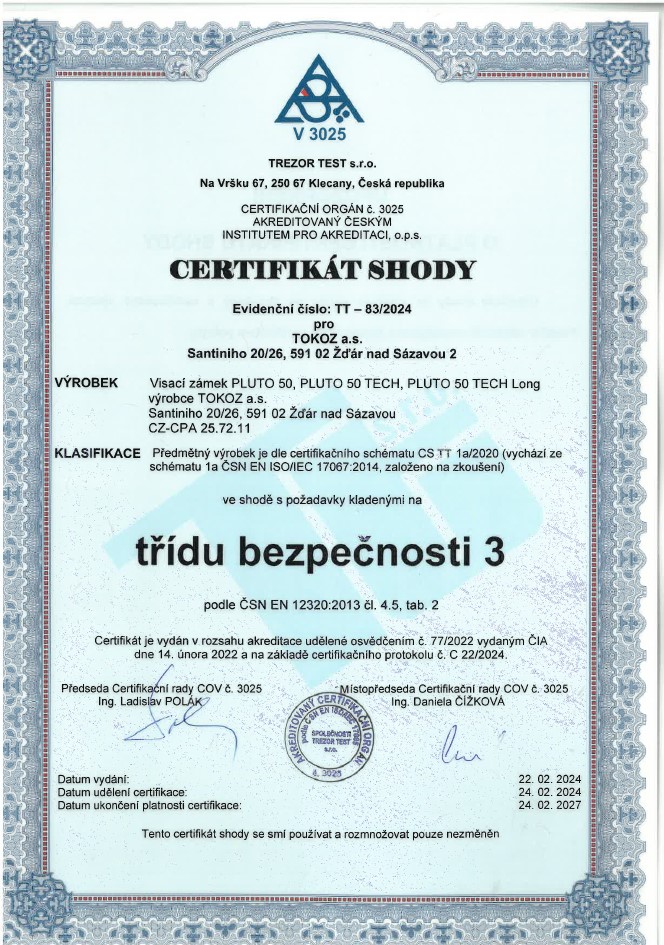 V 3025
TREZOR TEST s.r.o.
Na Vršku 67, 250 67 Klecany, Česká republika
CERTIFIKAČNÍ ORGÁN č. 3025
AKREDITOVANÝ ČESKÝM
INSTITUTEM PRO AKREDITACI, o.p.s.
CERTIFIKÁT SHODY
Evidenční číslo: TT – 83/2024
pro
TOKOZ a.s.
Santiniho 20/26, 591 02 Žďár nad Sázavou 2
VÝROBEK Visací zámek PLUTO 50, PLUTO 50 TECH, PLUTO 50 TECH Long
výrobce TOKOZ a.s.
Santiniho 20/26, 591 02 Žďár nad Sázavou
CZ-CPA 25.72.11
KLASIFIKACE Předmětný výrobek je dle certifikačního schématu CS TT 1a/2020 (vychází ze
schématu 1a ČSN EN ISO/IEC 17067:2014, založeno na zkoušení)
ve shodě s požadavky kladenými na
třídu bezpečnosti 3
podle ČSN EN 12320:2013 čl. 4.5, tab. 2
Certifikát je vydán v rozsahu akreditace udělené osvědčením č. 77/2022 vydaným ČIA
dne 14. února 2022 a na základě certifikačního protokolu č. C 22/2024.
Předseda Certifikační rady COV č. 3025 Místopředseda Certifikační rady COV č. 3025
Ing. Ladislav POLÁK Ing. Daniela ČÍŽKOVÁ
AKREDITOVANÝ CERTIFIKAČNÍ ORGÁN
SPOLEČNOSTI
TREZOR TEST
s.r.o.
č. 3025
Datum vydání: 22. 02. 2024
Datum udělení certifikace: 24. 02. 2024
Datum ukončení platnosti certifikace: 24. 02. 2027
Tento certifikát shody se smí používat a rozmnožovat pouze nezměněn